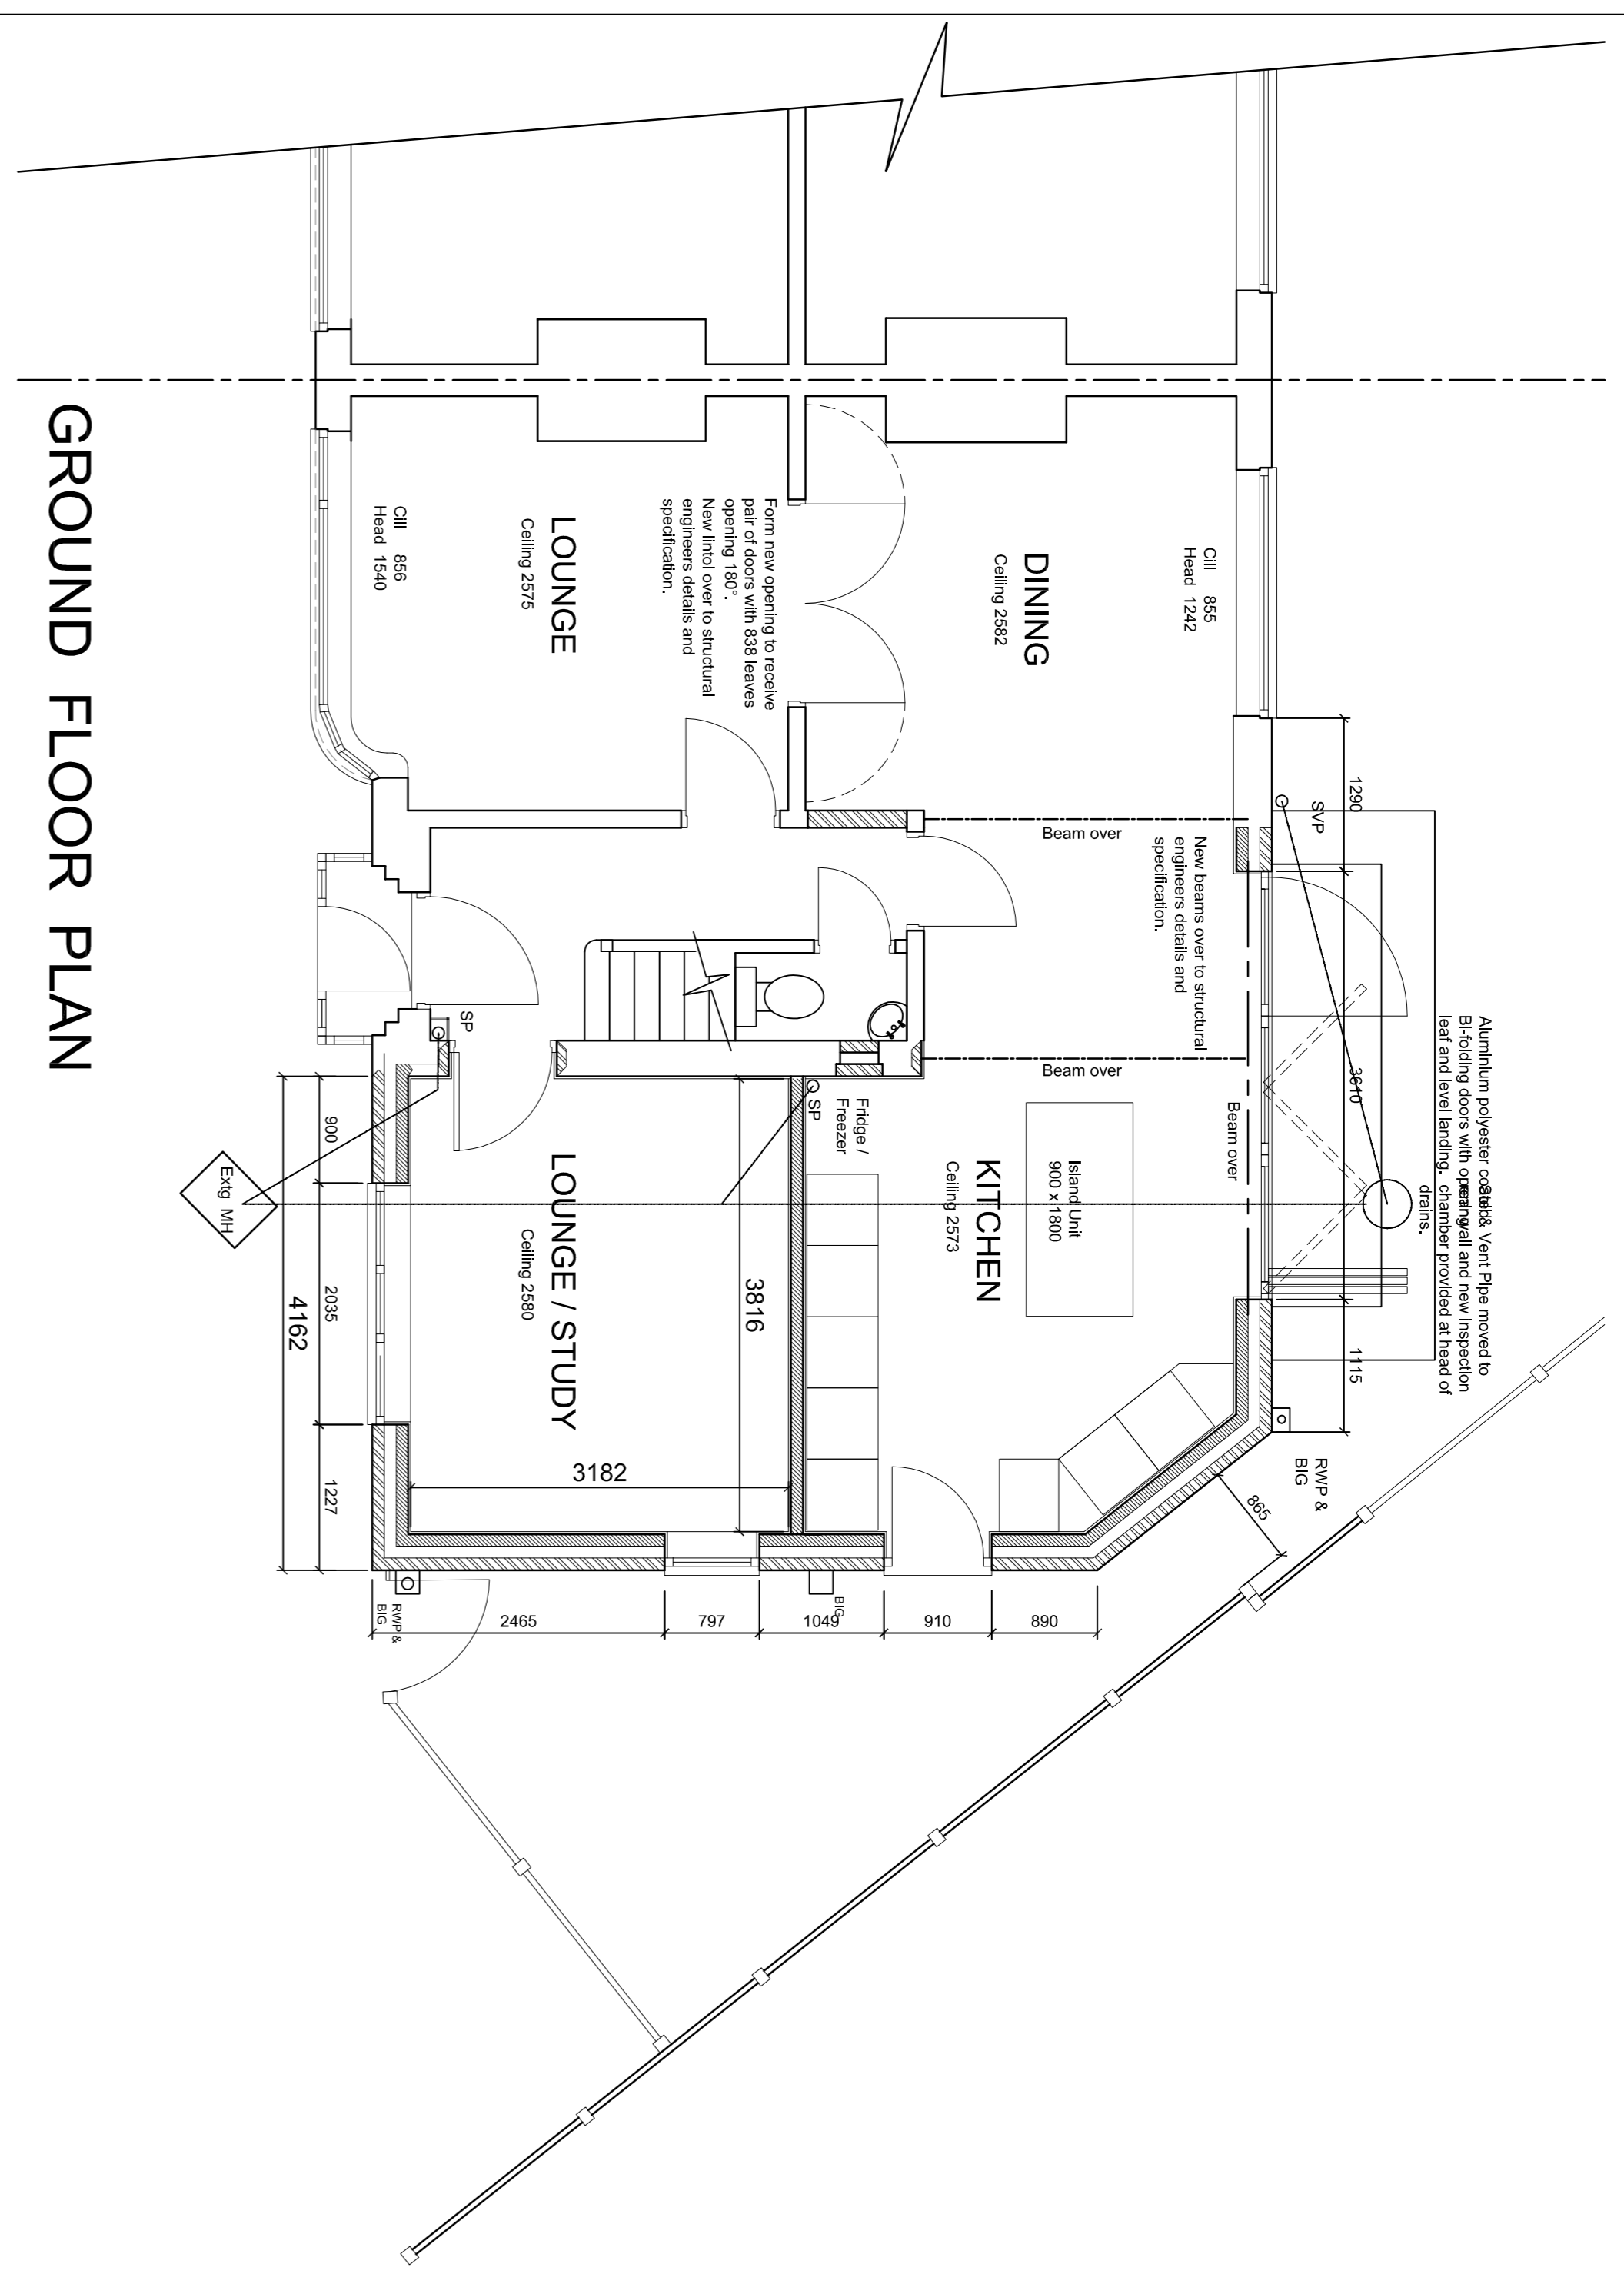 Aluminium polyester coated
Bi-folding doors with opening
leaf and level landing.
Stack & Vent Pipe moved to
rear wall and new inspection
chamber provided at head of
drains.
SVP
1290
3610
1115
RWP &
BIG
865
Cill 855
Head 1242
DINING
Ceiling 2582
Beam over
New beams over to structural
engineers details and
specification.
Beam over
Beam over
Island Unit
900 x 1800
KITCHEN
Ceiling 2573
Fridge /
Freezer
SP
Form new opening to receive
pair of doors with 838 leaves
opening 180°.
New lintol over to structural
engineers details and
specification.
LOUNGE
Ceiling 2575
Cill 856
Head 1540
SP
LOUNGE / STUDY
Ceiling 2580
3816
3182
890
910
1049
797
2465
BIG
RWP &
BIG
900
2035
1227
4162
Extg MH
GROUND FLOOR PLAN